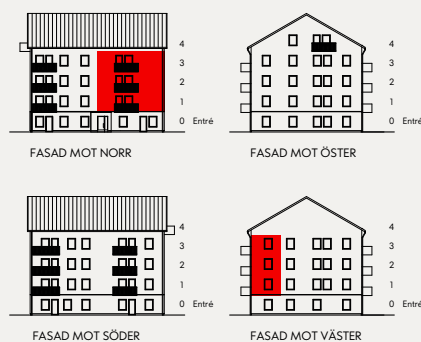 4
3
2
1
0 Entré
FASAD MOT NORR
4
3
2
1
0 Entré
FASAD MOT ÖSTER
4
3
2
1
0 Entré
FASAD MOT SÖDER
4
3
2
1
0 Entré
FASAD MOT VÄSTER